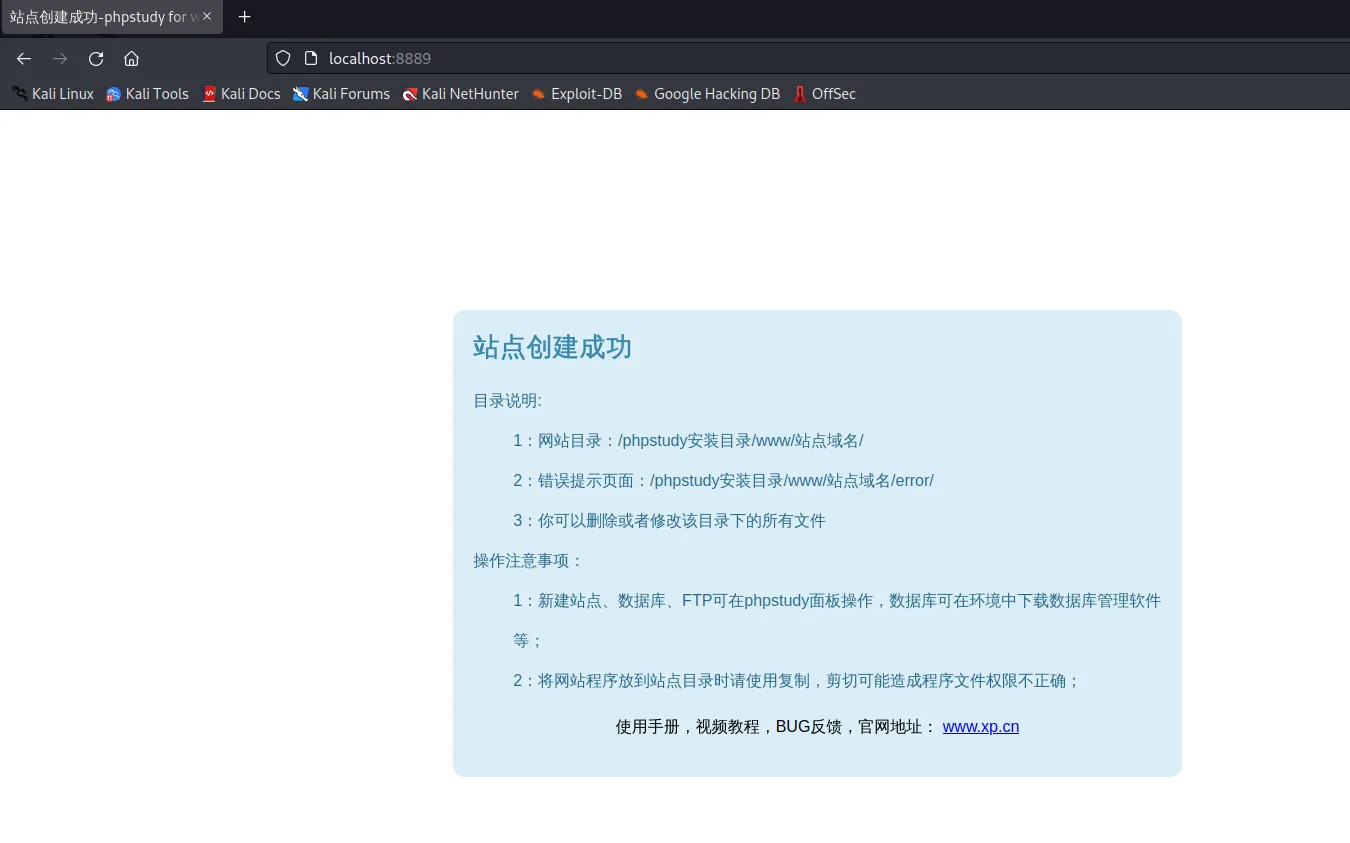 站点创建成功-phpstudy for w
localhost:8889
Kali Linux Kali Tools Kali Docs Kali Forums Kali NetHunter Exploit-DB Google Hacking DB OffSec
站点创建成功
目录说明:
1：网站目录：/phpstudy安装目录/www/站点域名/
2：错误提示页面：/phpstudy安装目录/www/站点域名/error/
3：你可以删除或者修改该目录下的所有文件
操作注意事项：
1：新建站点、数据库、FTP可在phpstudy面板操作，数据库可在环境中下载数据库管理软件
等；
2：将网站程序放到站点目录时请使用复制，剪切可能造成程序文件权限不正确；
使用手册，视频教程，BUG反馈，官网地址： www.xp.cn